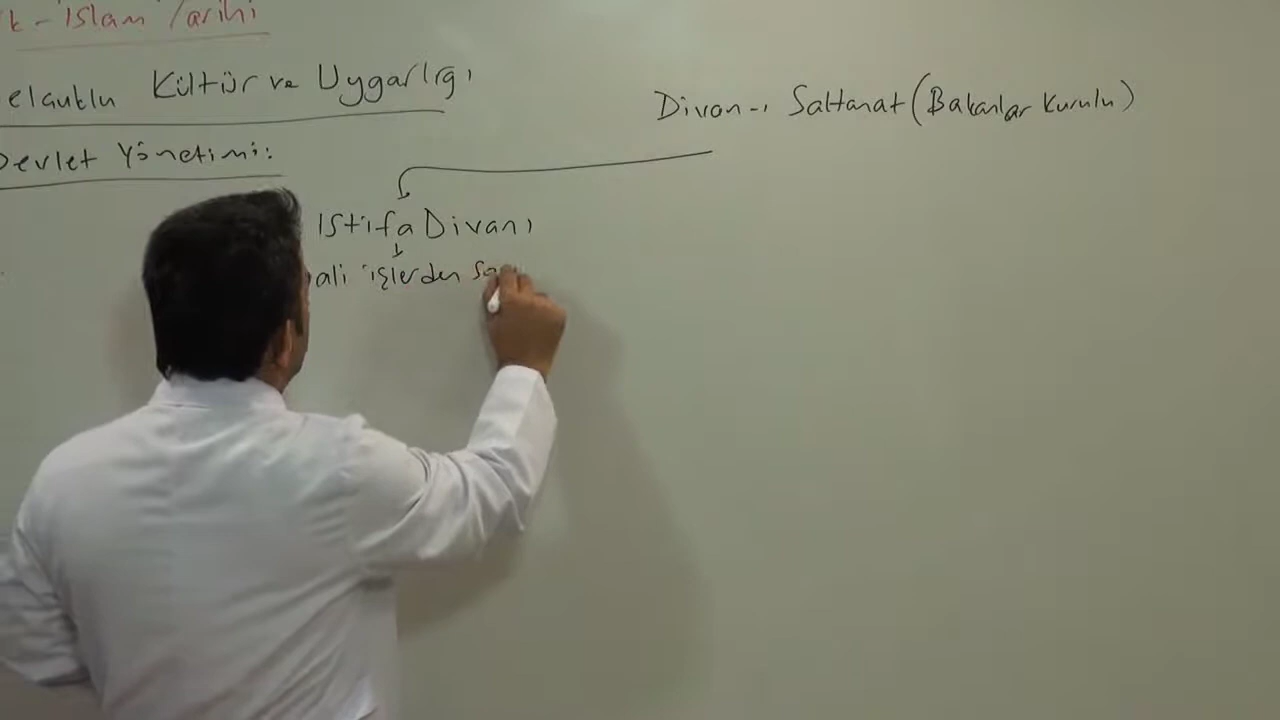 k - İslam Tarihi
elçuklu Kültür ve Uygarlığı
Devlet Yönetimi:
Divan-ı Saltanat (Bakanlar Kurulu)
İstifa Divanı
ali işlerden so